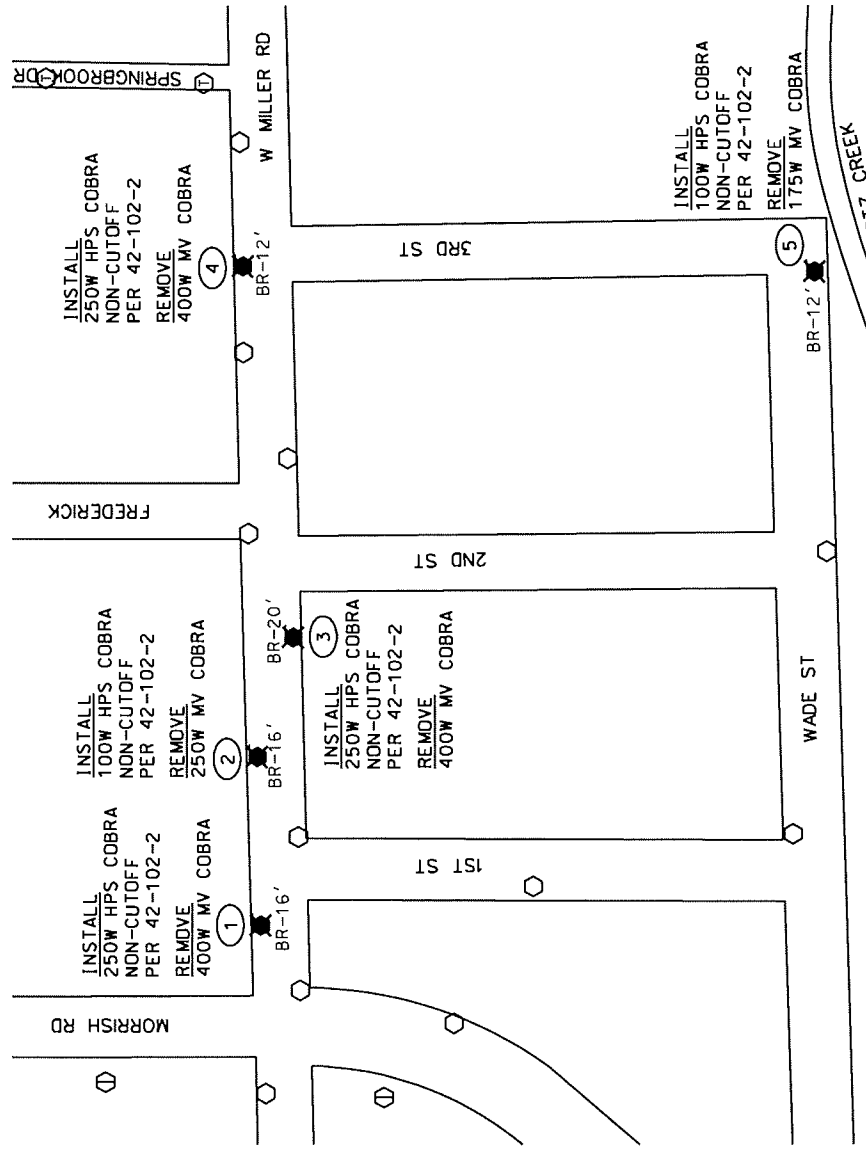 SPRINGBROOK DR
T
T
W MILLER RD
INSTALL
250W HPS COBRA
NON-CUTOFF
PER 42-102-2
REMOVE
400W MV COBRA
4
BR-12'
3RD ST
INSTALL
100W HPS COBRA
NON-CUTOFF
PER 42-102-2
REMOVE
175W MV COBRA
5
BR-12'
CREEK
FREDERICK
2ND ST
INSTALL
100W HPS COBRA
NON-CUTOFF
PER 42-102-2
REMOVE
250W MV COBRA
2
BR-16'
BR-20'
3
INSTALL
250W HPS COBRA
NON-CUTOFF
PER 42-102-2
REMOVE
400W MV COBRA
WADE ST
INSTALL
250W HPS COBRA
NON-CUTOFF
PER 42-102-2
REMOVE
400W MV COBRA
1
BR-16'
1ST ST
MORRISH RD